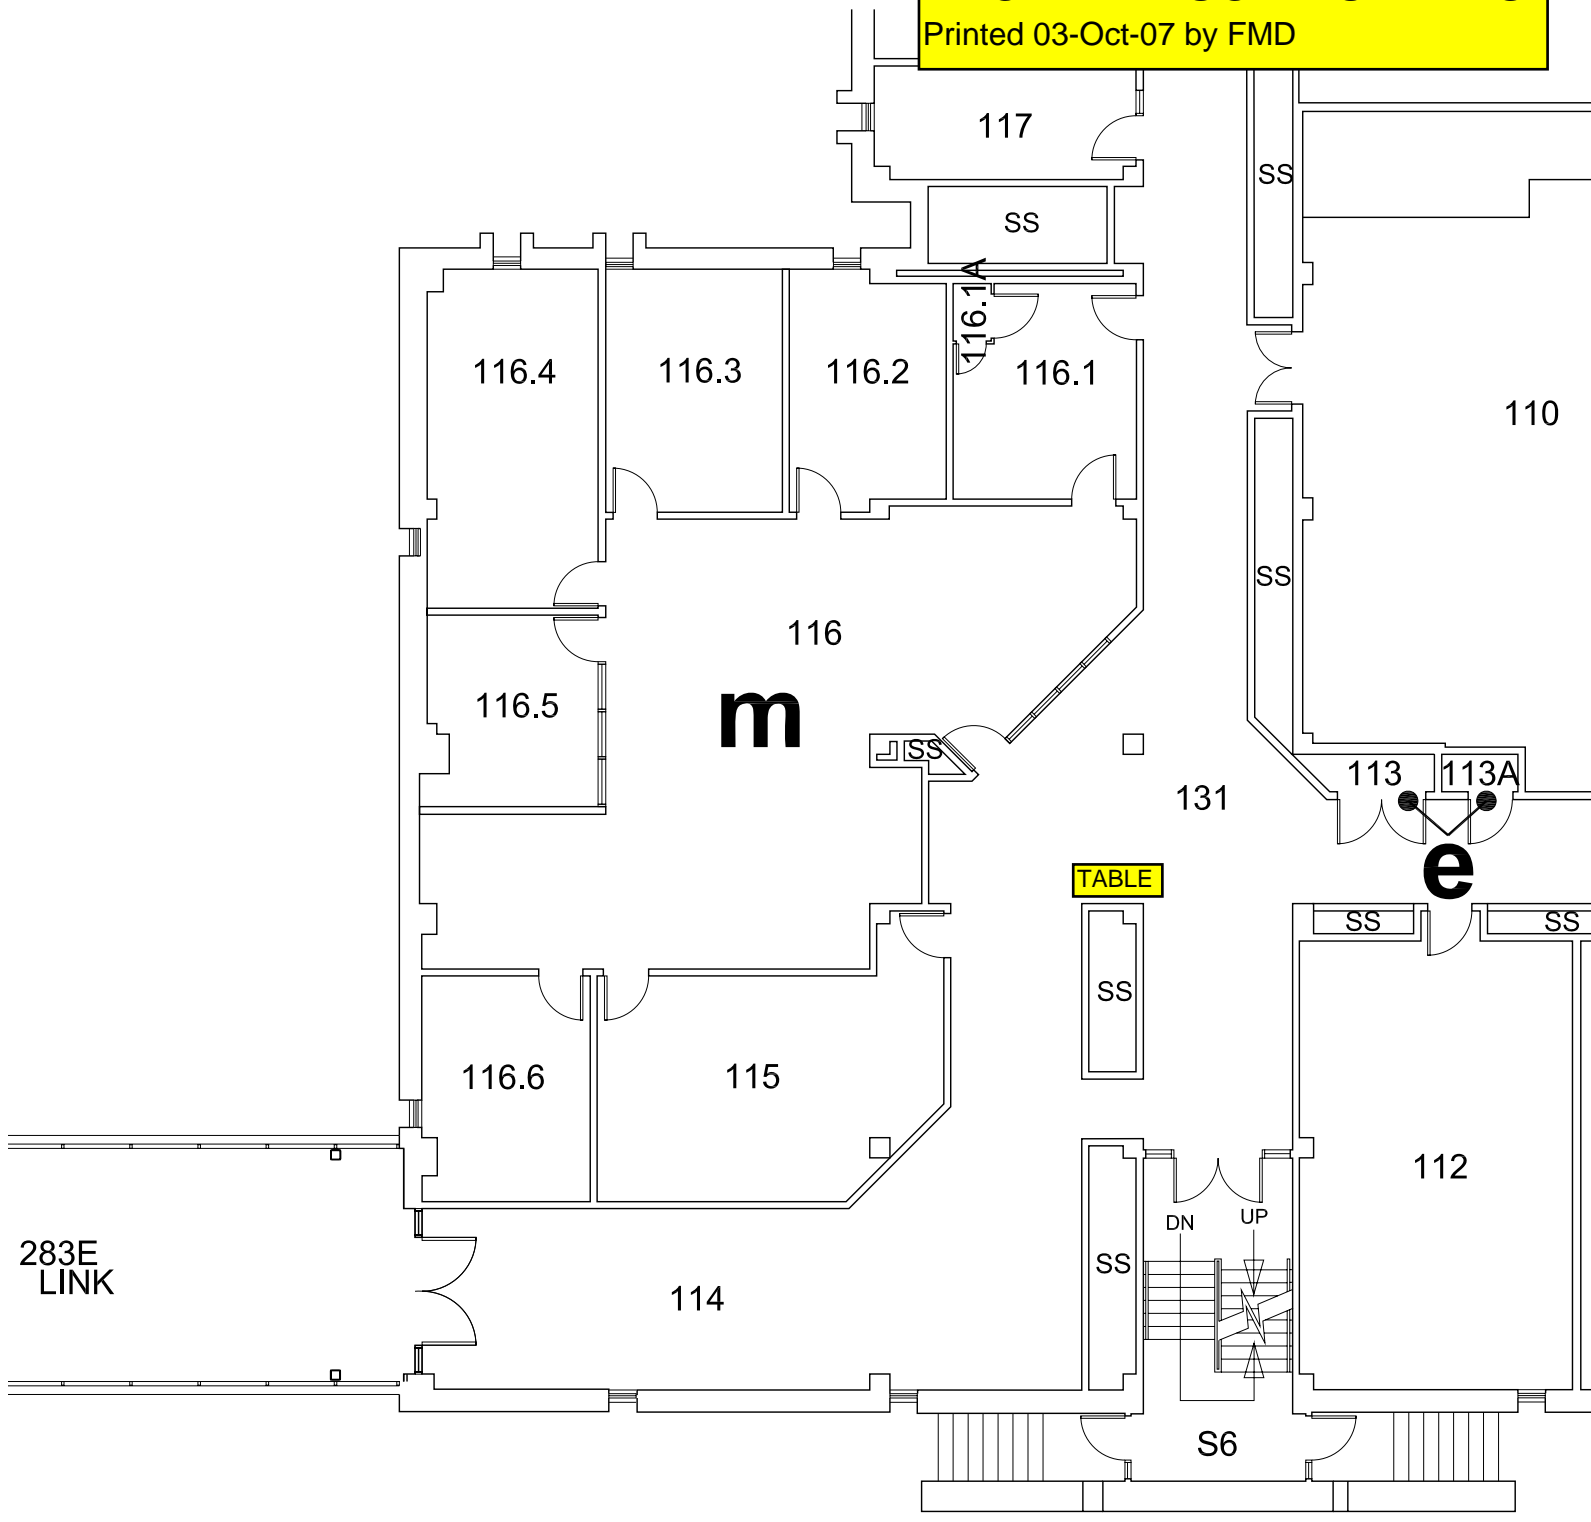 Printed 03-Oct-07 by FMD
117
SS
SS
116.1A
116.4
116.3
116.2
116.1
110
SS
116
116.5
m
SS
113
113A
131
TABLE
e
SS
SS
SS
116.6
115
112
DN
UP
283E
LINK
SS
114
S6